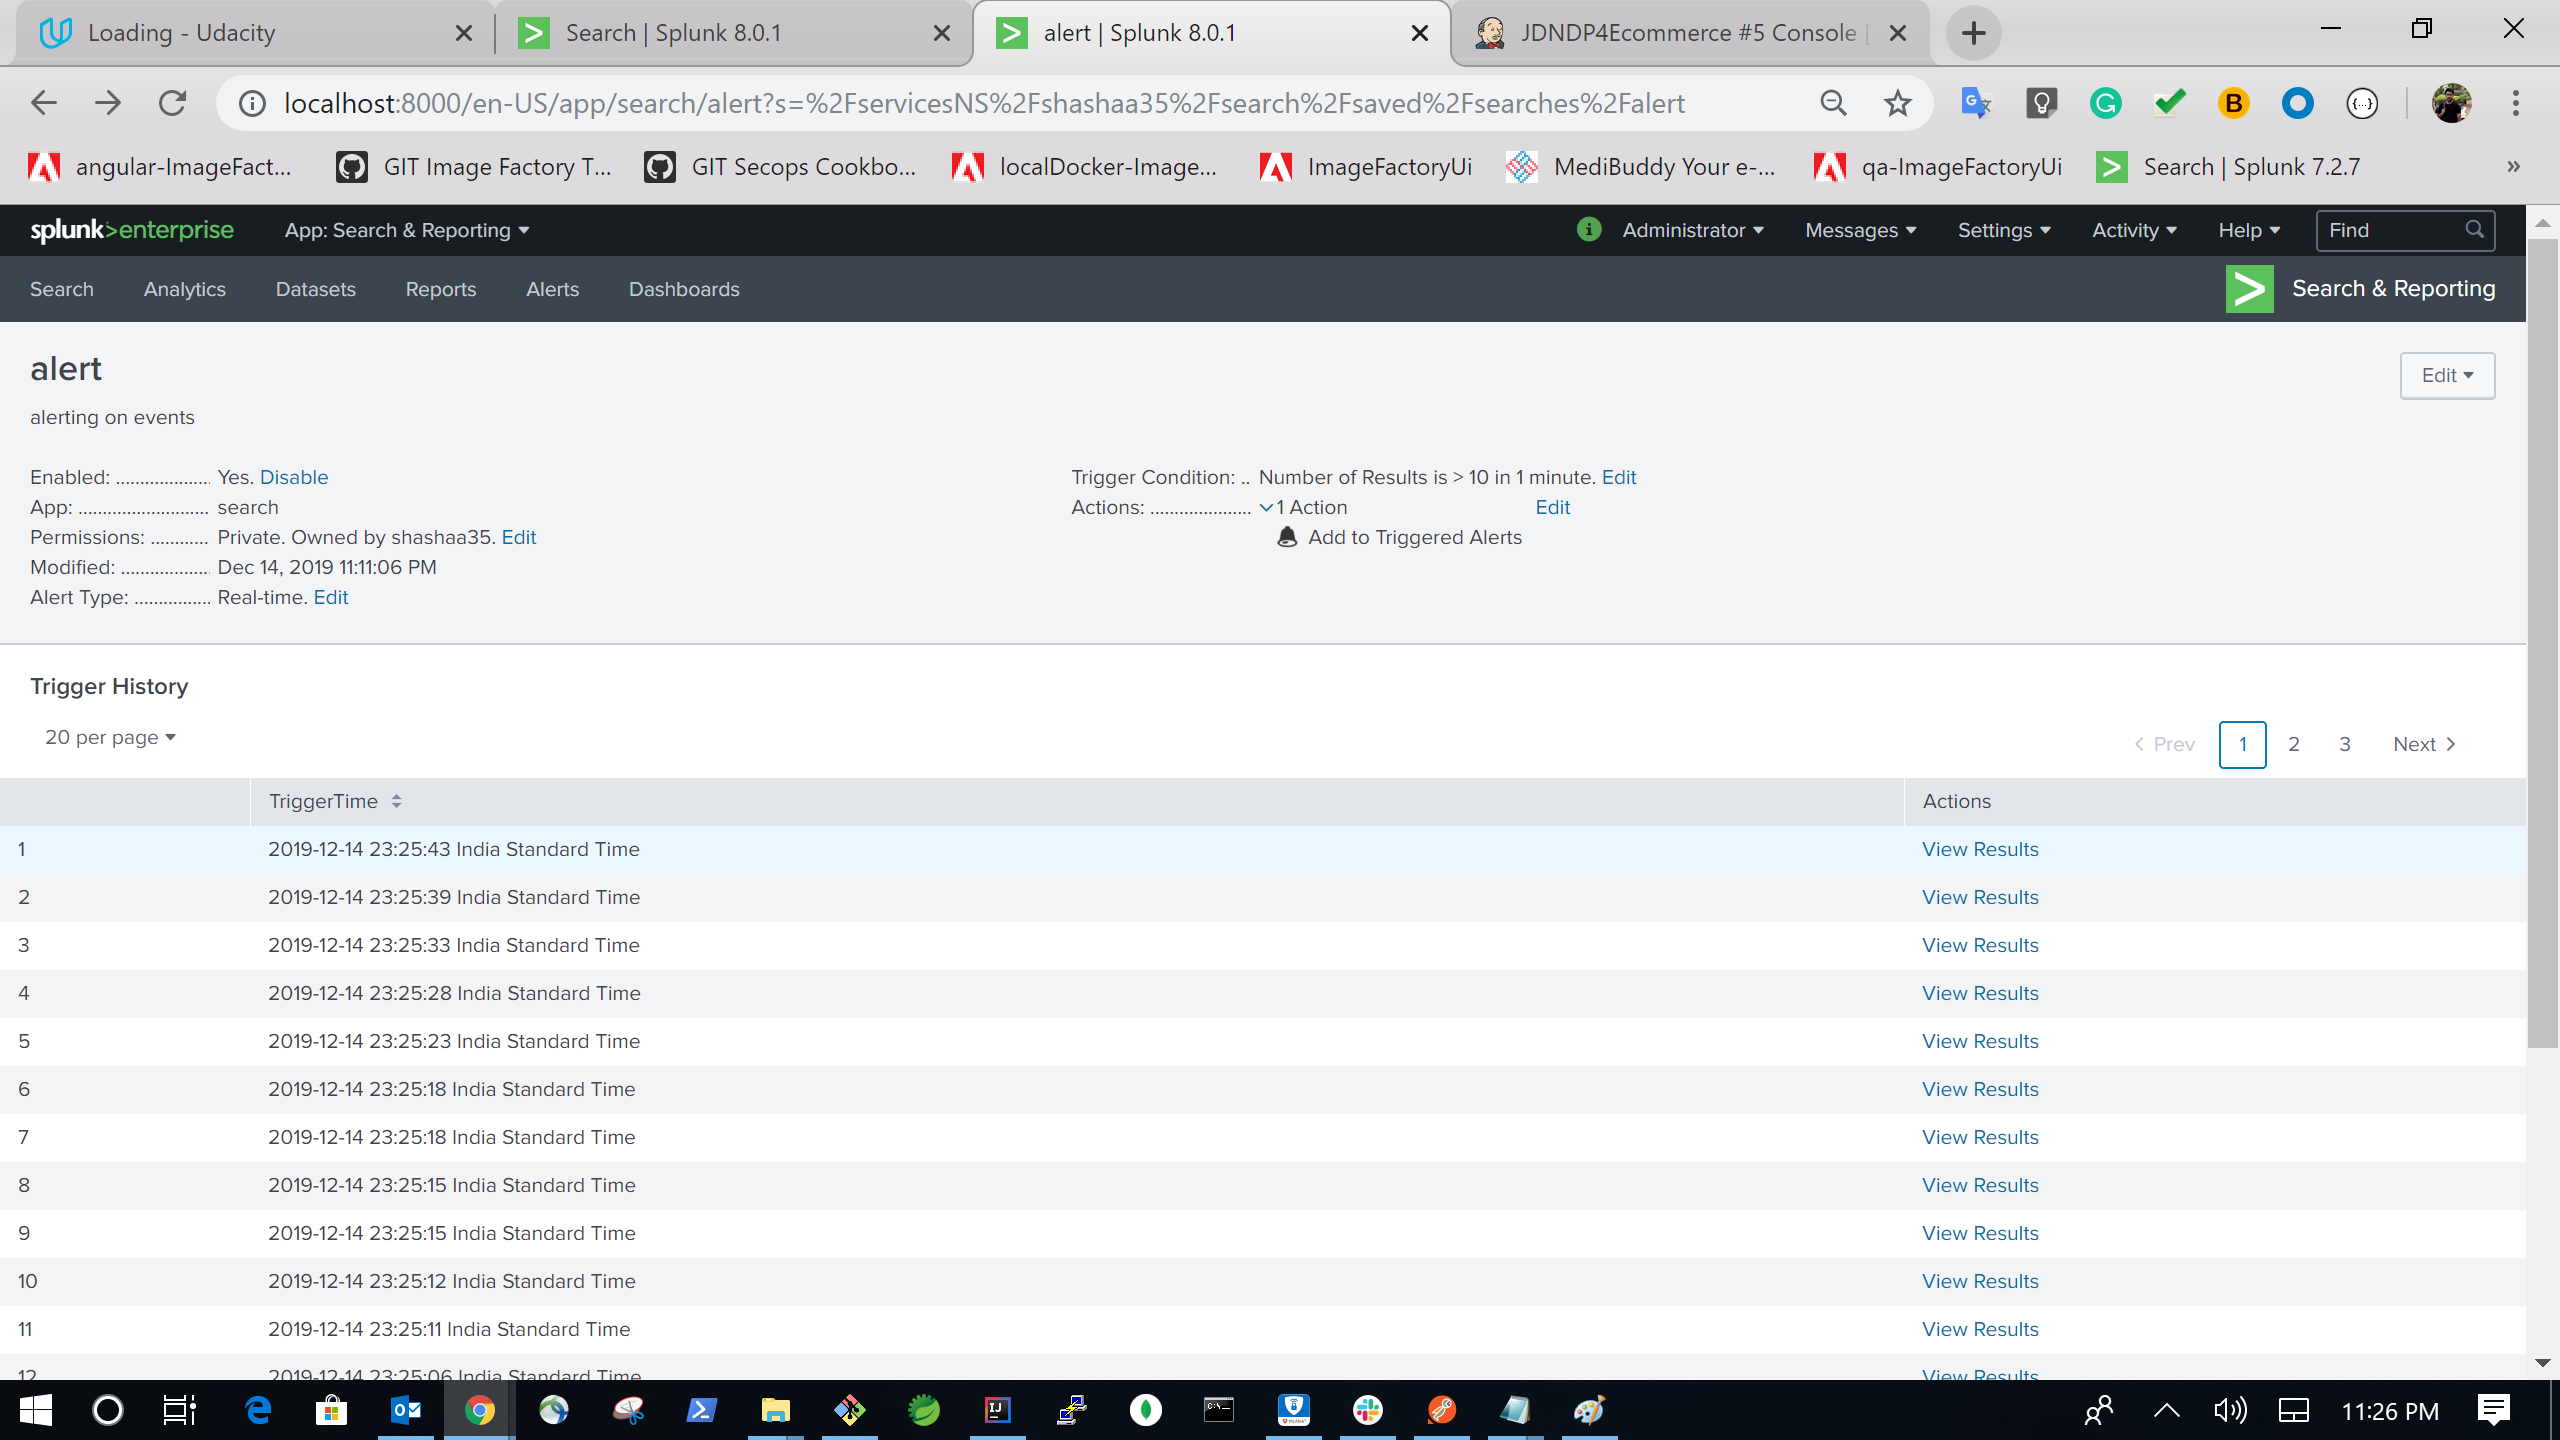 Loading - Udacity
Search | Splunk 8.0.1
alert | Splunk 8.0.1
JDNDP4Ecommerce #5 Console
localhost:8000/en-US/app/search/alert?s=%2FservicesNS%2Fshashaa35%2Fsearch%2Fsaved%2Fsearches%2Falert
angular-ImageFact...
GIT Image Factory T...
GIT Secops Cookbo...
localDocker-Image...
ImageFactoryUi
MediBuddy Your e-...
qa-ImageFactoryUi
Search | Splunk 7.2.7
»
splunk>enterprise
App: Search & Reporting
Administrator
Messages
Settings
Activity
Help
Find
Search
Analytics
Datasets
Reports
Alerts
Dashboards
Search & Reporting
alert
Edit
alerting on events
Enabled: ................... Yes. Disable
App: .......................... search
Permissions: ............ Private. Owned by shashaa35. Edit
Modified: .................. Dec 14, 2019 11:11:06 PM
Alert Type: ............... Real-time. Edit
Trigger Condition: .. Number of Results is > 10 in 1 minute. Edit
Actions: .................... 1 Action Edit
Add to Triggered Alerts
Trigger History
20 per page
Prev 1 2 3 Next
TriggerTime Actions
1 2019-12-14 23:25:43 India Standard Time View Results
2 2019-12-14 23:25:39 India Standard Time View Results
3 2019-12-14 23:25:33 India Standard Time View Results
4 2019-12-14 23:25:28 India Standard Time View Results
5 2019-12-14 23:25:23 India Standard Time View Results
6 2019-12-14 23:25:18 India Standard Time View Results
7 2019-12-14 23:25:18 India Standard Time View Results
8 2019-12-14 23:25:15 India Standard Time View Results
9 2019-12-14 23:25:15 India Standard Time View Results
10 2019-12-14 23:25:12 India Standard Time View Results
11 2019-12-14 23:25:11 India Standard Time View Results
12 2019-12-14 23:25:06 India Standard Time View Results
11:26 PM